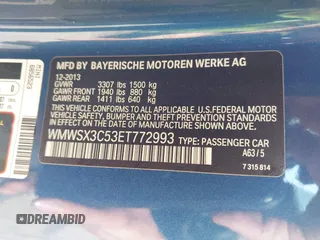 MFD BY BAYERISCHE MOTOREN WERKE AG
12-2013
GVWR 3307 lbs 1500 kg
GAWR FRONT 1940 lbs 880 kg
GAWR REAR 1411 lbs 640 kg
THIS VEHICLE CONFORMS TO ALL APPLICABLE
FEDERAL MOTOR VEHICLE SAFETY, BUMPER,
AND THEFT PREVENTION STANDARDS IN EFFECT
ON THE DATE OF MANUFACTURE SHOWN ABOVE.
WMWSX3C53ET772993 TYPE: PASSENGER CAR
A63/5
7 315 814
MINI
DREAMBID